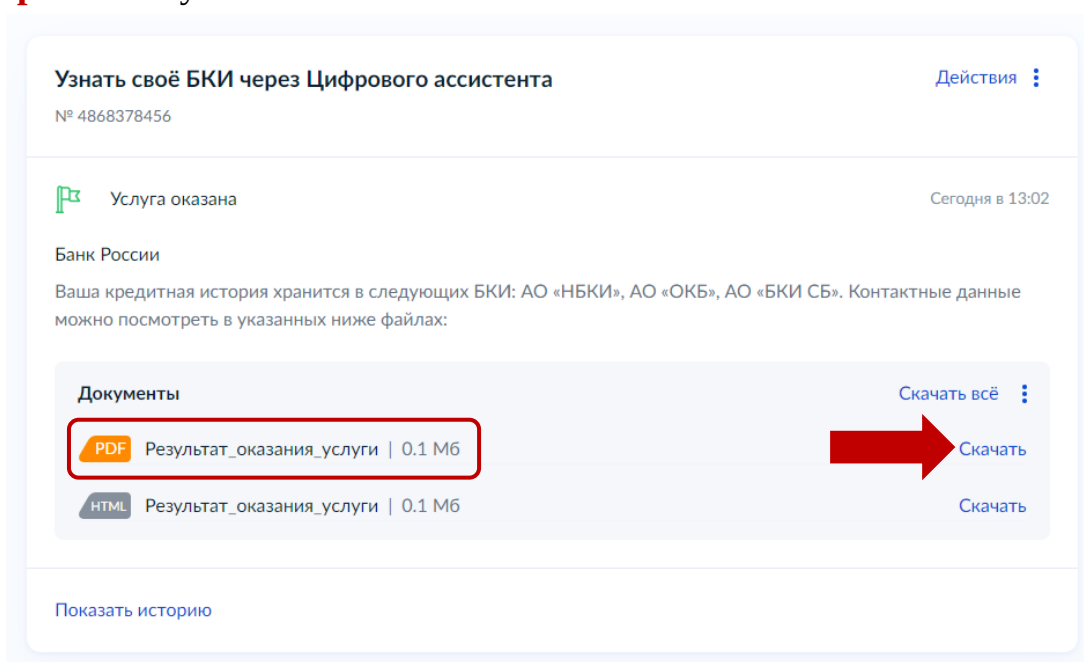 Узнать своё БКИ через Цифрового ассистента
Действия
№ 4868378456
Услуга оказана
Сегодня в 13:02
Банк России
Ваша кредитная история хранится в следующих БКИ: АО «НБКИ», АО «ОКБ», АО «БКИ СБ». Контактные данные
можно посмотреть в указанных ниже файлах:
Документы
Скачать всё
PDF Результат_оказания_услуги | 0.1 Мб
Скачать
HTML Результат_оказания_услуги | 0.1 Мб
Скачать
Показать историю